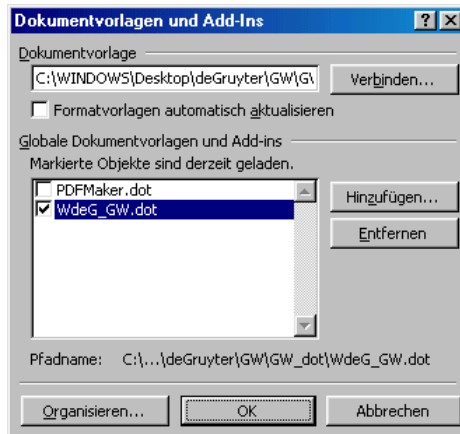 Dokumentvorlagen und Add-Ins
Dokumentvorlage
C:\WINDOWS\Desktop\deGruyter\GW\G\
Verbinden...
Formatvorlagen automatisch aktualisieren
Globale Dokumentvorlagen und Add-ins
Markierte Objekte sind derzeit geladen.
PDFMaker.dot
WdeG_GW.dot
Hinzufügen...
Entfernen
Pfadname: C:\...\deGruyter\GW\GW_dot\WdeG_GW.dot
Organisieren... OK Abbrechen